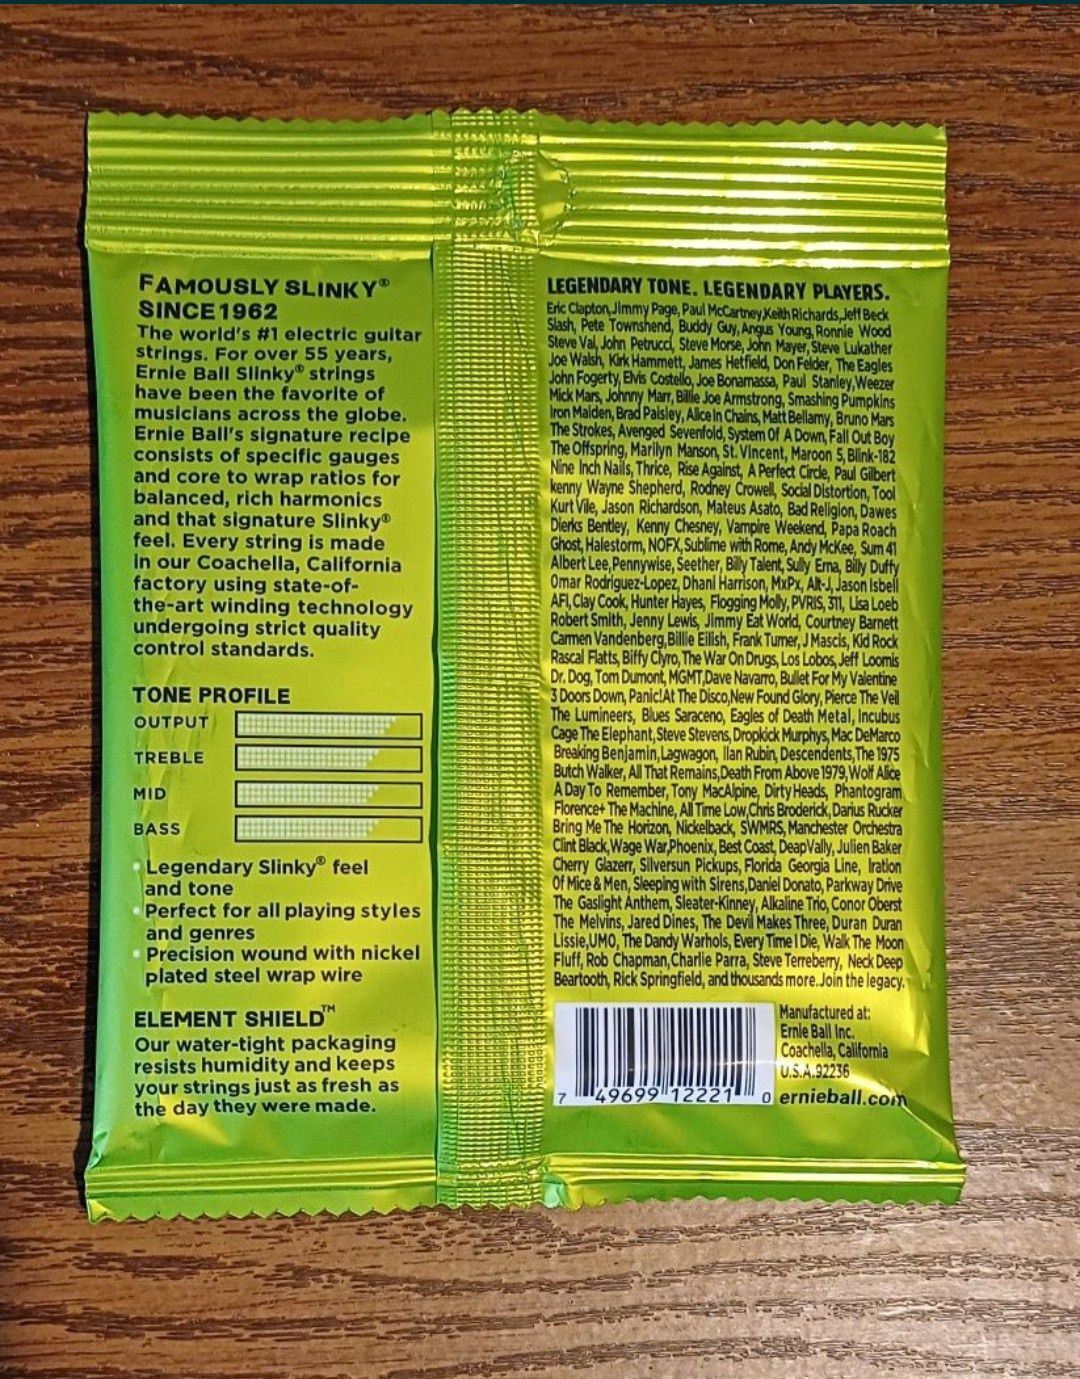 FAMOUSLY SLINKY®
SINCE 1962
The world's #1 electric guitar
strings. For over 55 years,
Ernie Ball Slinky® strings
have been the favorite of
musicians across the globe.
Ernie Ball's signature recipe
consists of specific gauges
and core to wrap ratios for
balanced, rich harmonics
and that signature Slinky®
feel. Every string is made
in our Coachella, California
factory using state-of-
the-art winding technology
undergoing strict quality
control standards.
TONE PROFILE
OUTPUT
TREBLE
MID
BASS
• Legendary Slinky® feel
and tone
• Perfect for all playing styles
and genres
• Precision wound with nickel
plated steel wrap wire
ELEMENT SHIELD™
Our water-tight packaging
resists humidity and keeps
your strings just as fresh as
the day they were made.
LEGENDARY TONE. LEGENDARY PLAYERS.
Eric Clapton, Jimmy Page, Paul McCartney, Keith Richards, Jeff Beck
Slash, Pete Townshend, Buddy Guy, Angus Young, Ronnie Wood
Steve Vai, John Petrucci, Steve Morse, John Mayer, Steve Lukather
Joe Walsh, Kirk Hammett, James Hetfield, Don Felder, The Eagles
John Fogerty, Elvis Costello, Joe Bonamassa, Paul Stanley, Weezer
Mick Mars, Johnny Marr, Billie Joe Armstrong, Smashing Pumpkins
Iron Maiden, Brad Paisley, Alice In Chains, Matt Bellamy, Bruno Mars
The Strokes, Avenged Sevenfold, System Of A Down, Fall Out Boy
The Offspring, Marilyn Manson, St. Vincent, Maroon 5, Blink-182
Nine Inch Nails, Thrice, Rise Against, A Perfect Circle, Paul Gilbert
kenny Wayne Shepherd, Rodney Crowell, Social Distortion, Tool
Kurt Vile, Jason Richardson, Mateus Asato, Bad Religion, Dawes
Dierks Bentley, Kenny Chesney, Vampire Weekend, Papa Roach
Ghost, Halestorm, NOFX, Sublime with Rome, Andy McKee, Sum 41
Albert Lee, Pennywise, Seether, Billy Talent, Sully Erna, Billy Duffy
Omar Rodriguez-Lopez, Dhani Harrison, MxPx, Alt-J, Jason Isbell
AFI, Clay Cook, Hunter Hayes, Flogging Molly, PVRIS, 311, Lisa Loeb
Robert Smith, Jenny Lewis, Jimmy Eat World, Courtney Barnett
Carmen Vandenberg, Billie Eilish, Frank Turner, J Mascis, Kid Rock
Rascal Flatts, Biffy Clyro, The War On Drugs, Los Lobos, Jeff Loomis
Dr. Dog, Tom Dumont, MGMT, Dave Navarro, Bullet For My Valentine
3 Doors Down, Panic! At The Disco, New Found Glory, Pierce The Veil
The Lumineers, Blues Saraceno, Eagles of Death Metal, Incubus
Cage The Elephant, Steve Stevens, Dropkick Murphys, Mac DeMarco
Breaking Benjamin, Lagwagon, Ilan Rubin, Descendents, The 1975
Butch Walker, All That Remains, Death From Above 1979, Wolf Alice
A Day To Remember, Tony MacAlpine, Dirty Heads, Phantogram
Florence+ The Machine, All Time Low, Chris Broderick, Darius Rucker
Bring Me The Horizon, Nickelback, SWMRS, Manchester Orchestra
Clint Black, Wage War, Phoenix, Best Coast, Deap Vally, Julien Baker
Cherry Glazerr, Silversun Pickups, Florida Georgia Line, Iration
Of Mice & Men, Sleeping with Sirens, Daniel Donato, Parkway Drive
The Gaslight Anthem, Sleater-Kinney, Alkaline Trio, Conor Oberst
The Melvins, Jared Dines, The Devil Makes Three, Duran Duran
Lissie, UMO, The Dandy Warhols, Every Time I Die, Walk The Moon
Fluff, Rob Chapman, Charlie Parra, Steve Terreberry, Neck Deep
Beartooth, Rick Springfield, and thousands more. Join the legacy.
7 49699 12221 0
Manufactured at:
Ernie Ball Inc.
Coachella, California
U.S.A. 92236
ernieball.com